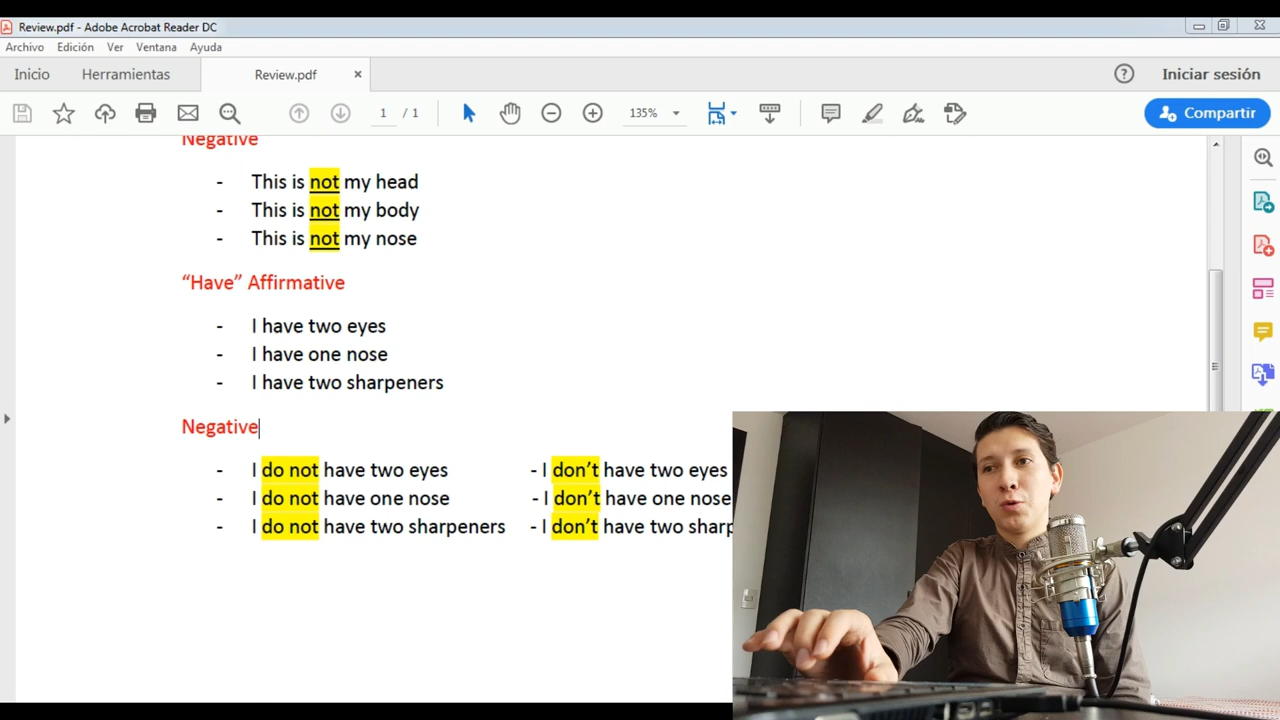 Review.pdf - Adobe Acrobat Reader DC
Archivo Edición Ver Ventana Ayuda
Inicio Herramientas Review.pdf × ? Iniciar sesión
1 / 1 135% Compartir
Negative
- This is not my head
- This is not my body
- This is not my nose
“Have” Affirmative
- I have two eyes
- I have one nose
- I have two sharpeners
Negative
- I do not have two eyes - I don’t have two eyes
- I do not have one nose - I don’t have one nose
- I do not have two sharpeners - I don’t have two sharp